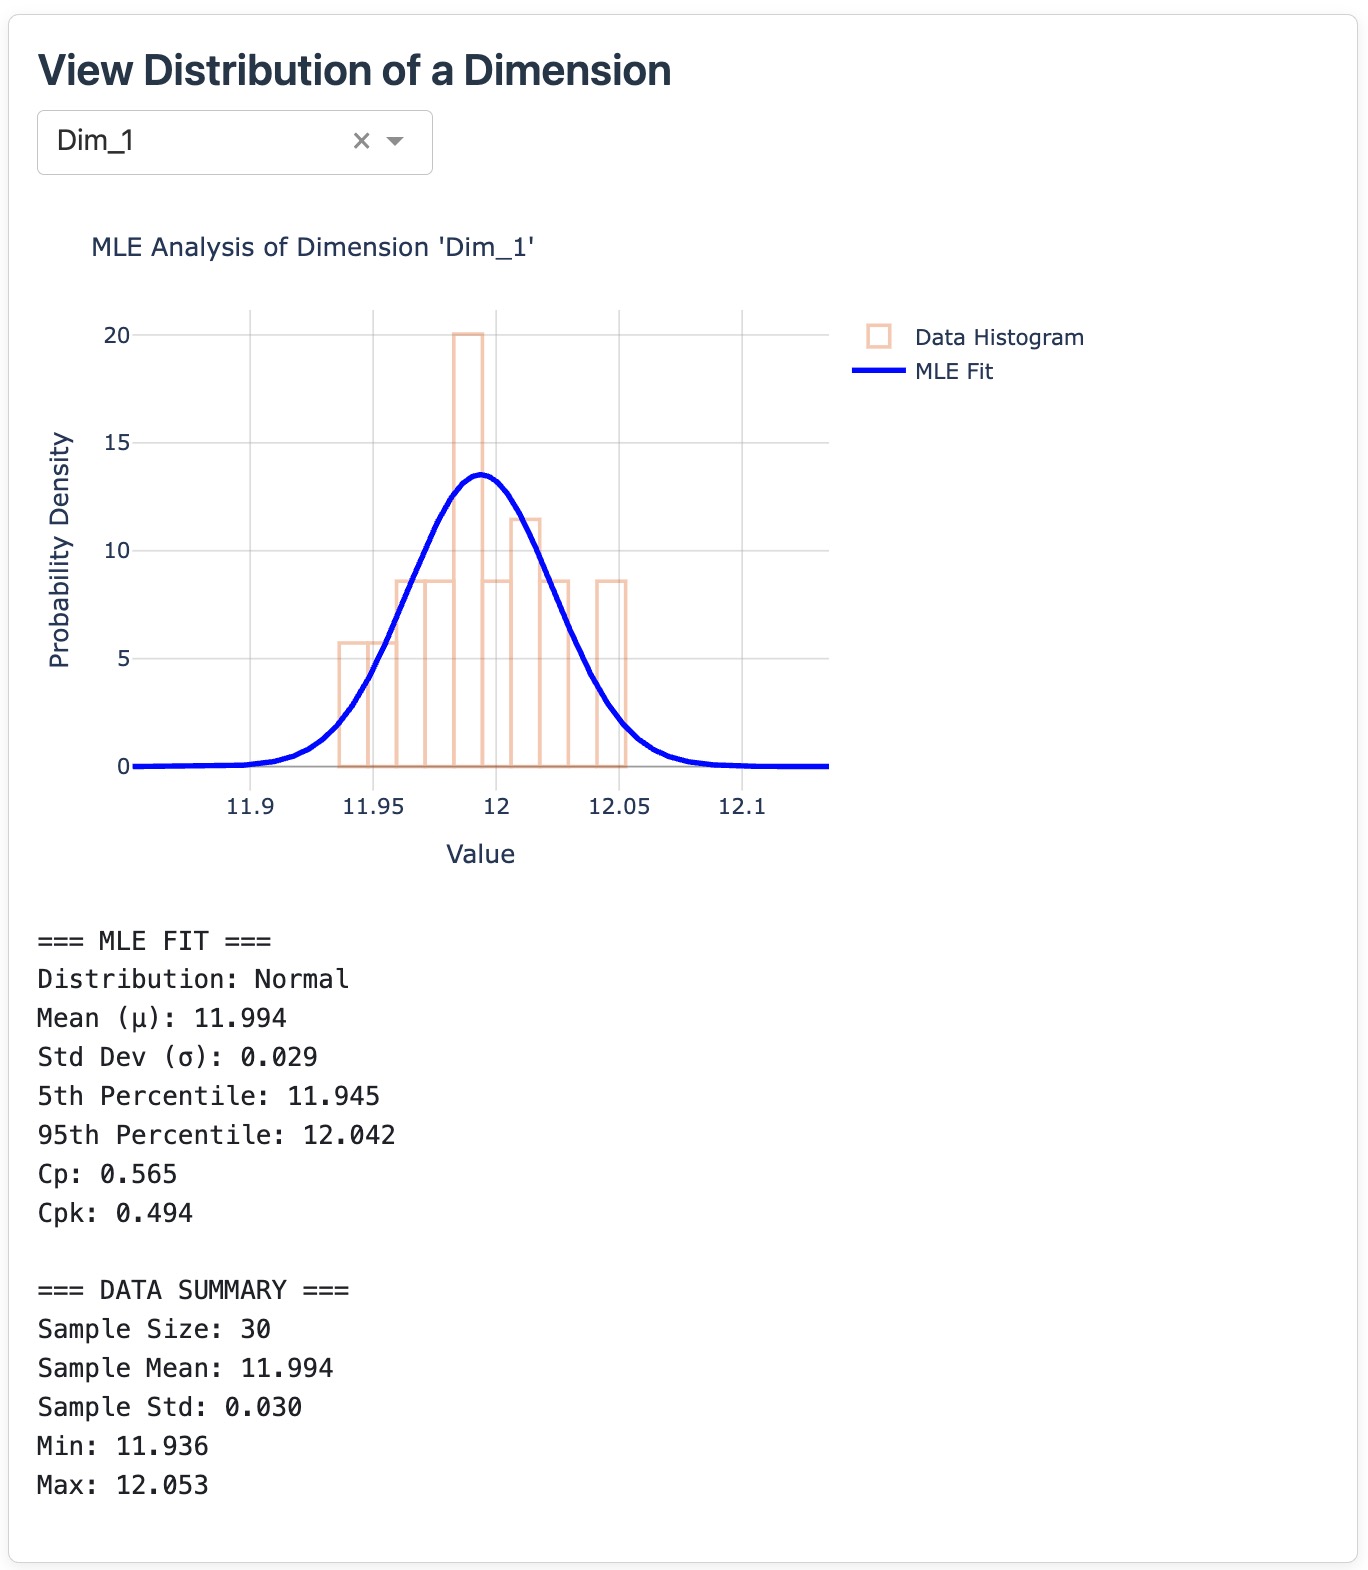 View Distribution of a Dimension
Dim_1
MLE Analysis of Dimension 'Dim_1'
Probability Density
20
15
10
5
0
11.9
11.95
12
12.05
12.1
Value
Data Histogram
MLE Fit
=== MLE FIT ===
Distribution: Normal
Mean (μ): 11.994
Std Dev (σ): 0.029
5th Percentile: 11.945
95th Percentile: 12.042
Cp: 0.565
Cpk: 0.494
=== DATA SUMMARY ===
Sample Size: 30
Sample Mean: 11.994
Sample Std: 0.030
Min: 11.936
Max: 12.053